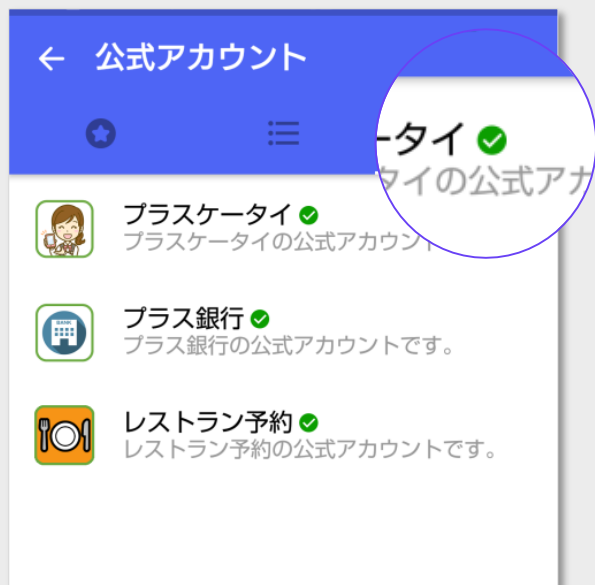 公式アカウント
ータイ
タイの公式アカ
プラスケータイ
プラスケータイの公式アカウント
プラス銀行
プラス銀行の公式アカウントです。
レストラン予約
レストラン予約の公式アカウントです。
BANK